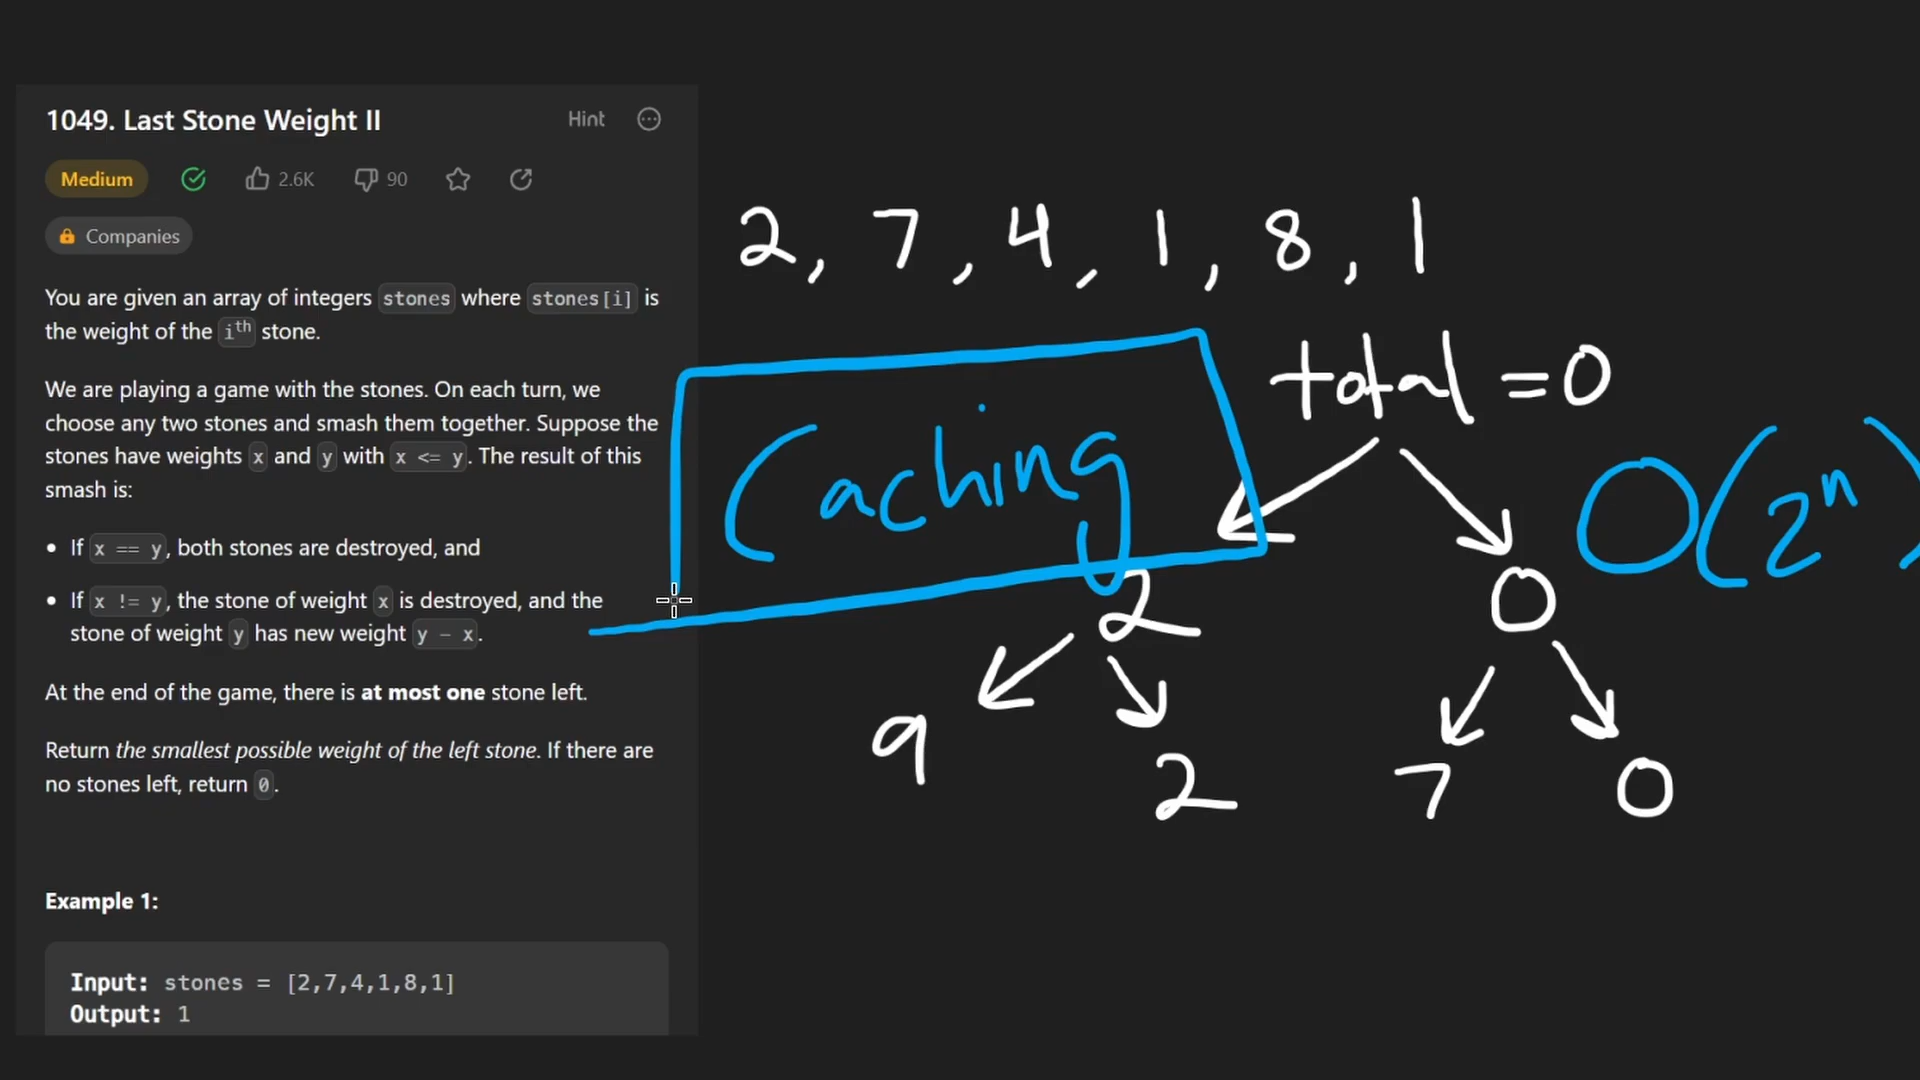 1049. Last Stone Weight II
Hint
Medium
2.6K
90
Companies
You are given an array of integers stones where stones[i] is
the weight of the ith stone.
We are playing a game with the stones. On each turn, we
choose any two stones and smash them together. Suppose the
stones have weights x and y with x <= y. The result of this
smash is:
• If x == y, both stones are destroyed, and
• If x != y, the stone of weight x is destroyed, and the
stone of weight y has new weight y - x.
At the end of the game, there is at most one stone left.
Return the smallest possible weight of the left stone. If there are
no stones left, return 0.
Example 1:
Input: stones = [2,7,4,1,8,1]
Output: 1
2, 7, 4, 1, 8, 1
total = 0
Caching
O(2ⁿ)
2
0
9
2
7
0